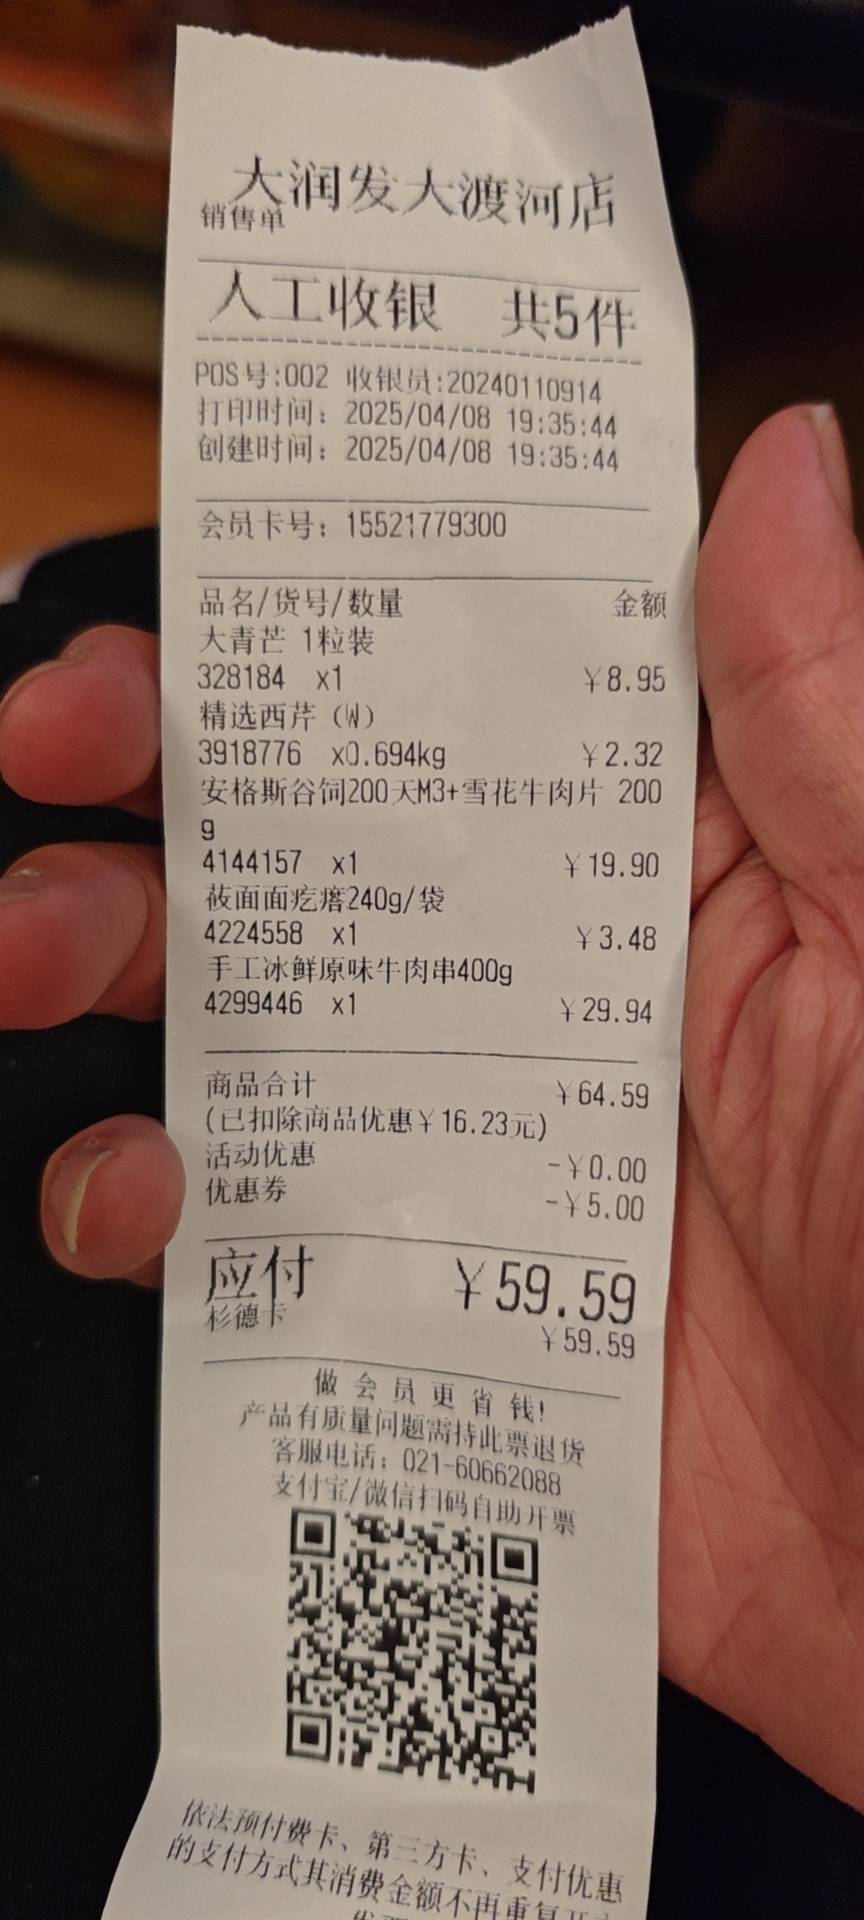 大润发大渡河店
销售单
人工收银 共5件
POS号:002 收银员:20240110914
打印时间: 2025/04/08 19:35:44
创建时间: 2025/04/08 19:35:44
会员卡号: 15521779300
品名/货号/数量 金额
大青芒 1粒装
328184 x1 ¥8.95
精选西芹 (W)
3918776 x0.694kg ¥2.32
安格斯谷饲200天M3+雪花牛肉片 200
g
4144157 x1 ¥19.90
莜面面疙瘩240g/袋
4224558 x1 ¥3.48
手工冰鲜原味牛肉串400g
4299446 x1 ¥29.94
商品合计 ¥64.59
(已扣除商品优惠¥16.23元)
活动优惠 -¥0.00
优惠券 -¥5.00
应付 ¥59.59
杉德卡 ¥59.59
做会员更省钱!
产品有质量问题需持此票退货
客服电话: 021-60662088
支付宝/微信扫码自助开票
依法预付费卡、第三方卡、支付优惠
的支付方式其消费金额不再重复开